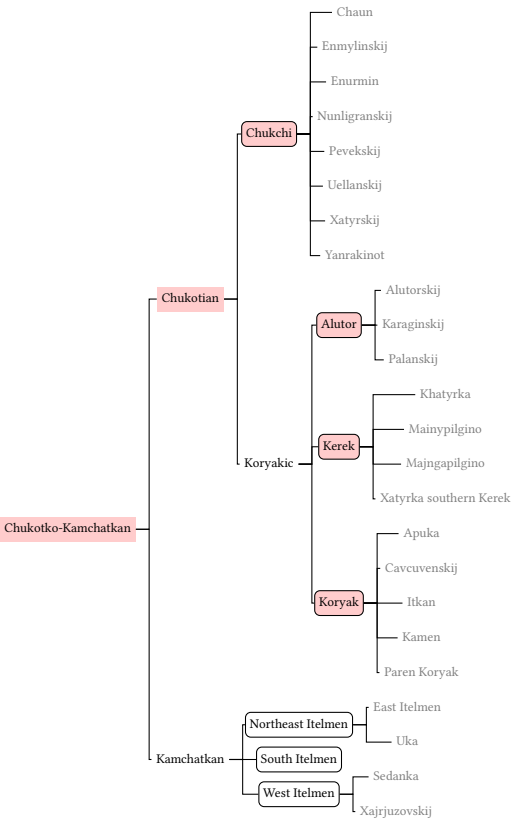 Chaun
Enmylinskij
Enurmin
Nunligranskij
Chukchi
Pevekskij
Uellanskij
Xatyrskij
Yanrakinot
Alutorskij
Chukotian
Alutor
Karaginskij
Palanskij
Khatyrka
Mainypilgino
Kerek
Koryakic
Majngapilgino
Xatyrka southern Kerek
Chukotko-Kamchatkan
Apuka
Cavcuvenskij
Koryak
Itkan
Kamen
Paren Koryak
East Itelmen
Northeast Itelmen
Uka
Kamchatkan
South Itelmen
Sedanka
West Itelmen
Xajrjuzovskij